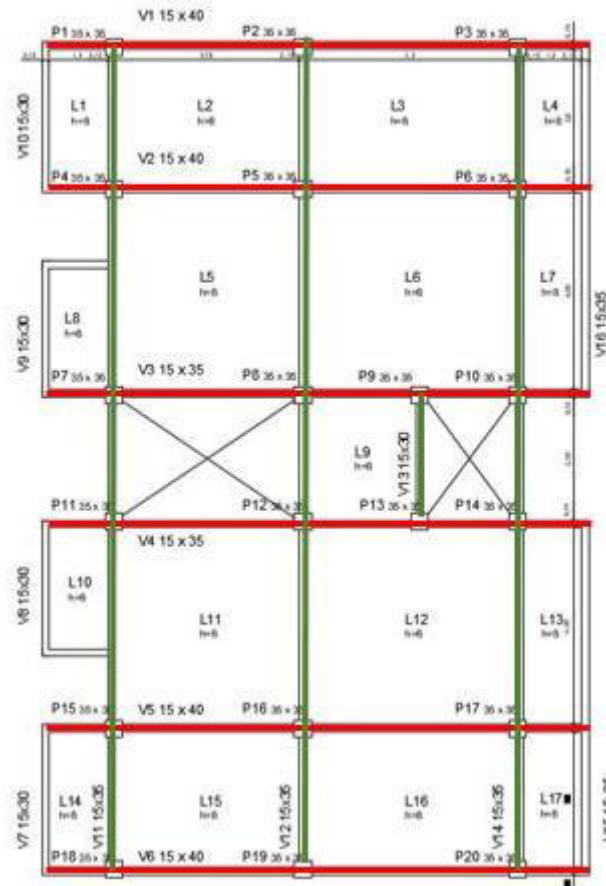 V1 15 x 40
P1 35 x 35 P2 35 x 35 P3 35 x 35
L1 L2 L3 L4
h=8 h=8 h=8 h=8
V10 15x30
V2 15 x 40
P4 35 x 35 P5 35 x 35 P6 35 x 35
L5 L6 L7
h=8 h=8 h=8
L8
h=8
V9 15x30
V16 15x35
V3 15 x 35
P7 35 x 35 P8 35 x 35 P9 35 x 35 P10 35 x 35
L9
h=8
V13 15x30
P11 35 x 35 P12 35 x 35 P13 35 x 35 P14 35 x 35
V4 15 x 35
L10
h=8
V8 15x30
L11 L12 L13
h=8 h=8 h=8
P15 35 x 35 V5 15 x 40 P16 35 x 35 P17 35 x 35
L14 L15 L16 L17
h=8 h=8 h=8 h=8
V7 15x30 V11 15x35 V12 15x35 V14 15x35
P18 35 x 35 V6 15 x 40 P19 35 x 35 P20 35 x 35